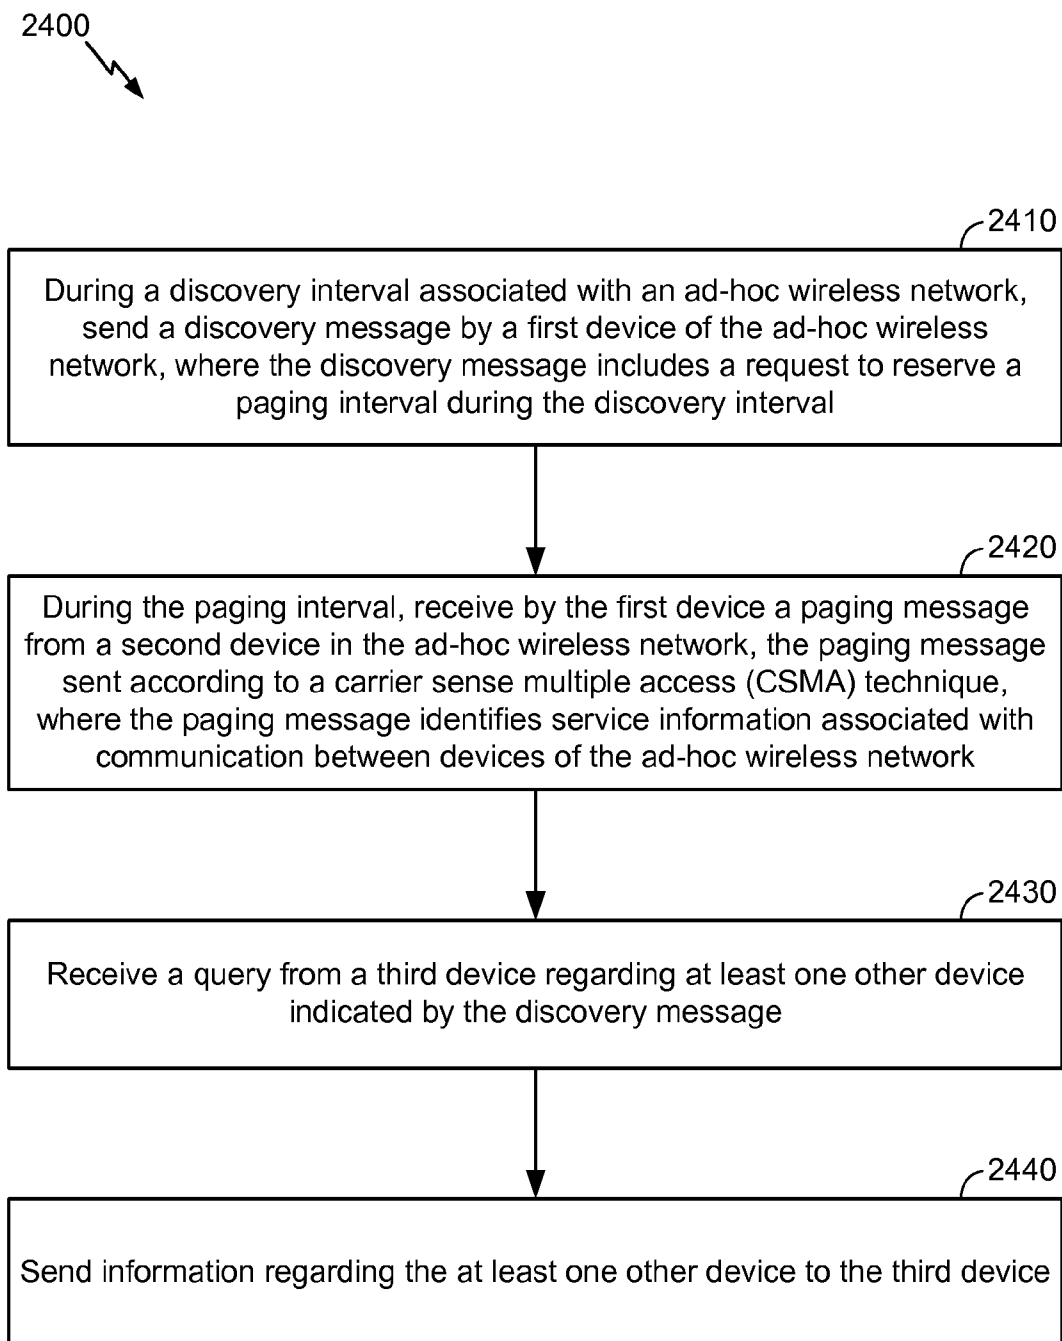 2400
2410
During a discovery interval associated with an ad-hoc wireless network,
send a discovery message by a first device of the ad-hoc wireless
network, where the discovery message includes a request to reserve a
paging interval during the discovery interval
2420
During the paging interval, receive by the first device a paging message
from a second device in the ad-hoc wireless network, the paging message
sent according to a carrier sense multiple access (CSMA) technique,
where the paging message identifies service information associated with
communication between devices of the ad-hoc wireless network
2430
Receive a query from a third device regarding at least one other device
indicated by the discovery message
2440
Send information regarding the at least one other device to the third device